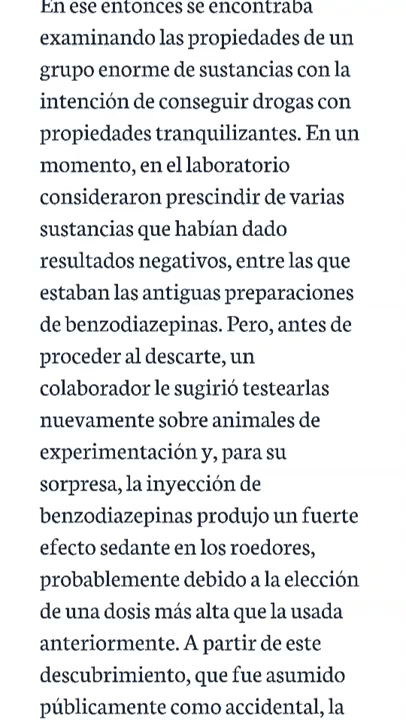 En ese entonces se encontraba
examinando las propiedades de un
grupo enorme de sustancias con la
intención de conseguir drogas con
propiedades tranquilizantes. En un
momento, en el laboratorio
consideraron prescindir de varias
sustancias que habían dado
resultados negativos, entre las que
estaban las antiguas preparaciones
de benzodiazepinas. Pero, antes de
proceder al descarte, un
colaborador le sugirió testearlas
nuevamente sobre animales de
experimentación y, para su
sorpresa, la inyección de
benzodiazepinas produjo un fuerte
efecto sedante en los roedores,
probablemente debido a la elección
de una dosis más alta que la usada
anteriormente. A partir de este
descubrimiento, que fue asumido
públicamente como accidental, la